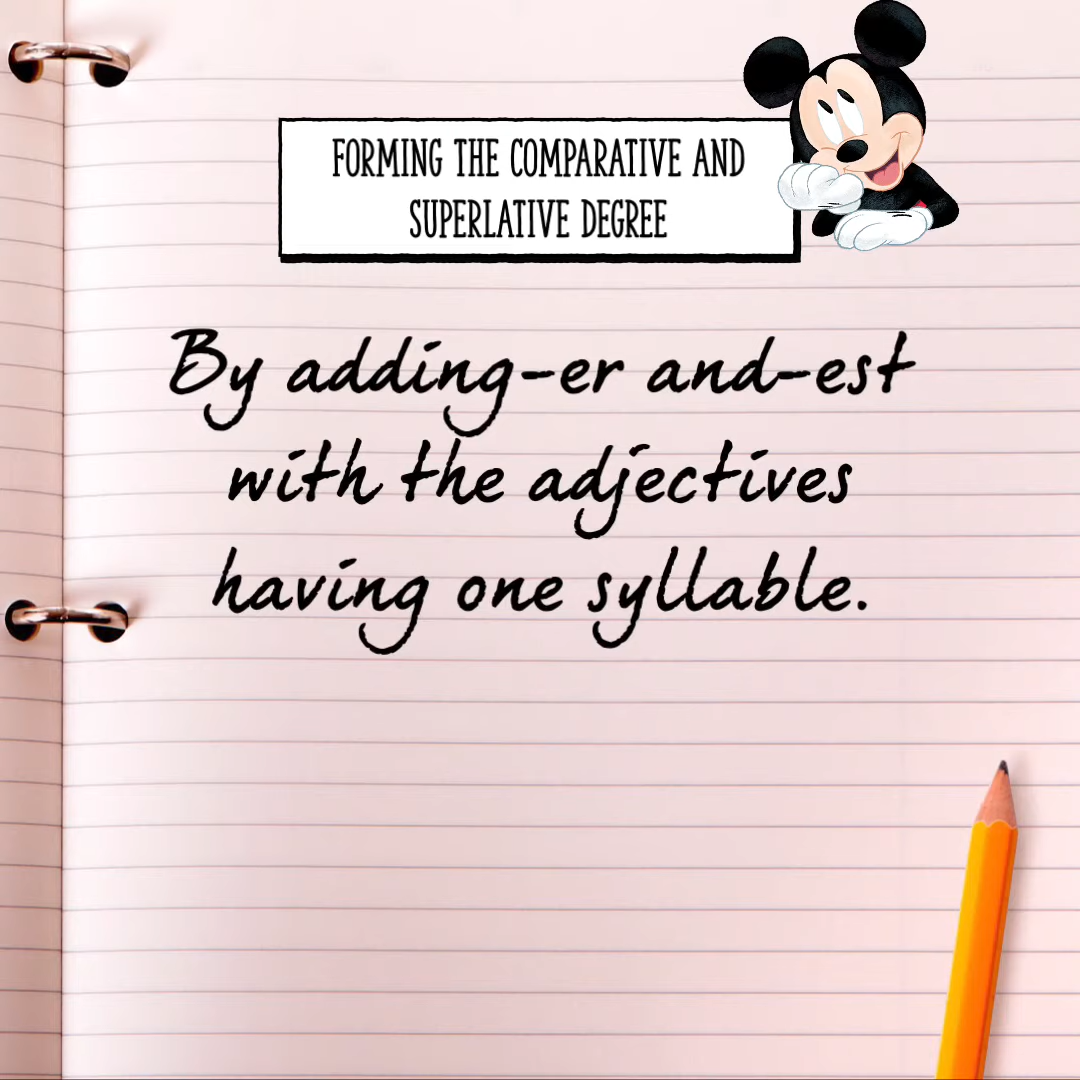 FORMING THE COMPARATIVE AND
SUPERLATIVE DEGREE
By adding-er and-est
with the adjectives
having one syllable.